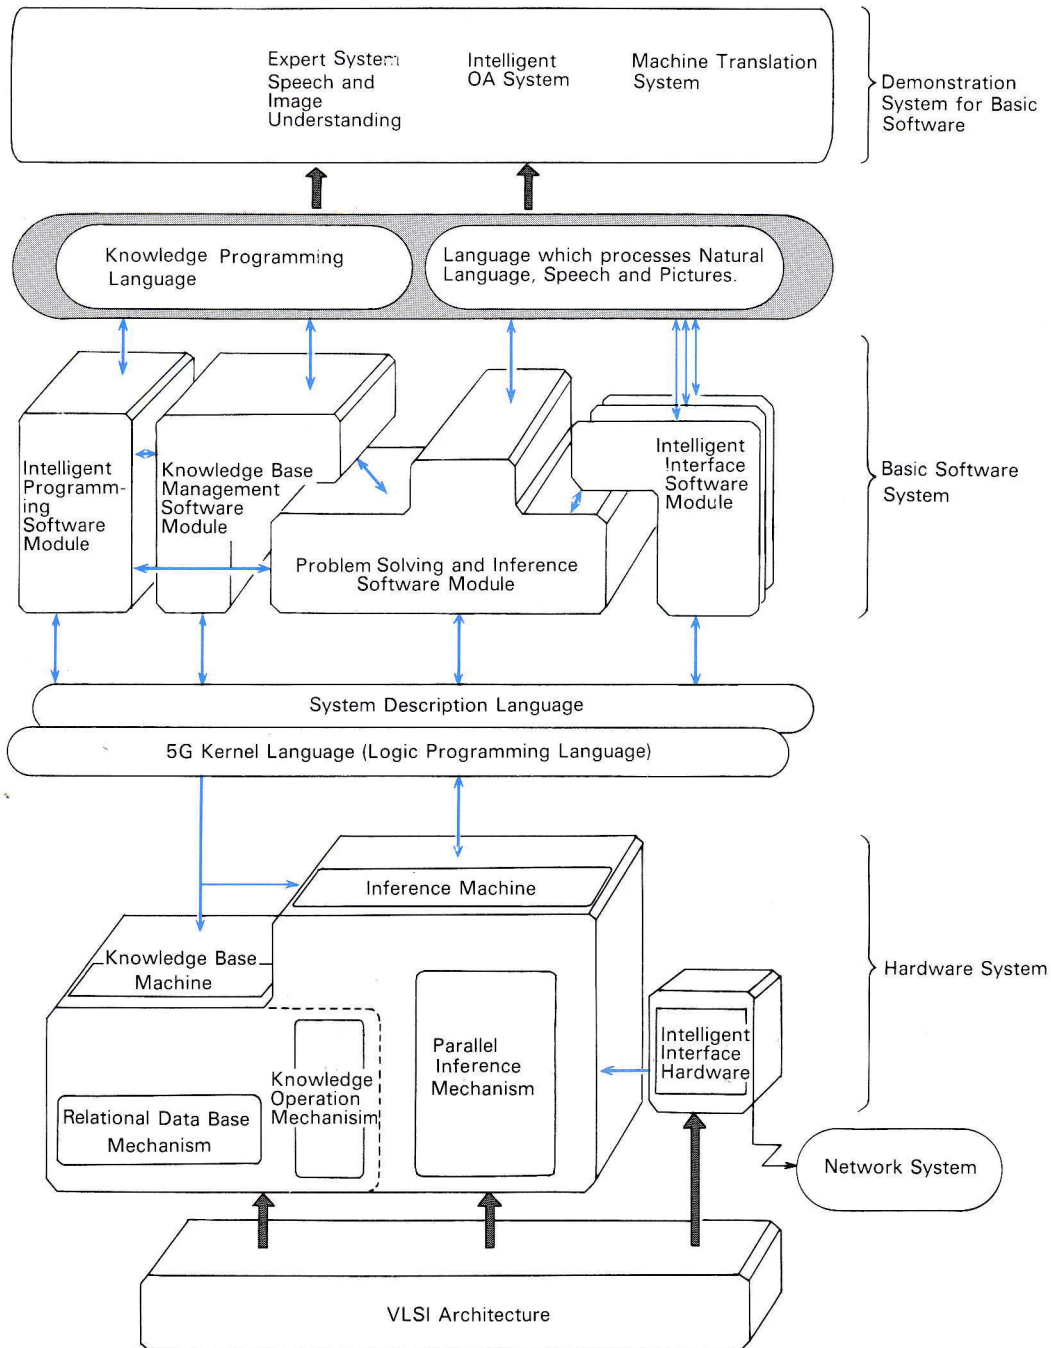 Expert System
Speech and
Image
Understanding
Intelligent
OA System
Machine Translation
System
Demonstration
System for Basic
Software
Knowledge Programming
Language
Language which processes Natural
Language, Speech and Pictures.
Intelligent
Programm-
ing
Software
Module
Knowledge Base
Management
Software
Module
Problem Solving and Inference
Software Module
Intelligent
Interface
Software
Module
Basic Software
System
System Description Language
5G Kernel Language (Logic Programming Language)
Inference Machine
Knowledge Base
Machine
Hardware System
Parallel
Inference
Mechanism
Intelligent
Interface
Hardware
Knowledge
Operation
Mechanisim
Relational Data Base
Mechanism
Network System
VLSI Architecture